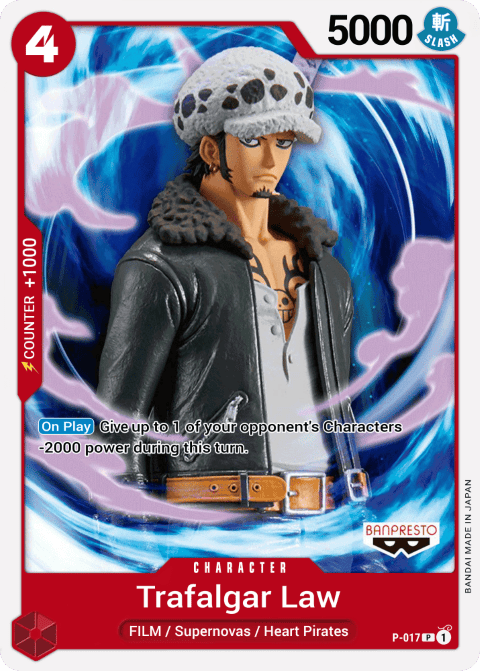 4
5000
斬
SLASH
COUNTER +1000
On Play Give up to 1 of your opponent's Characters
-2000 power during this turn.
BANPRESTO
BANDAI MADE IN JAPAN
CHARACTER
Trafalgar Law
FILM / Supernovas / Heart Pirates
P-017 P 1